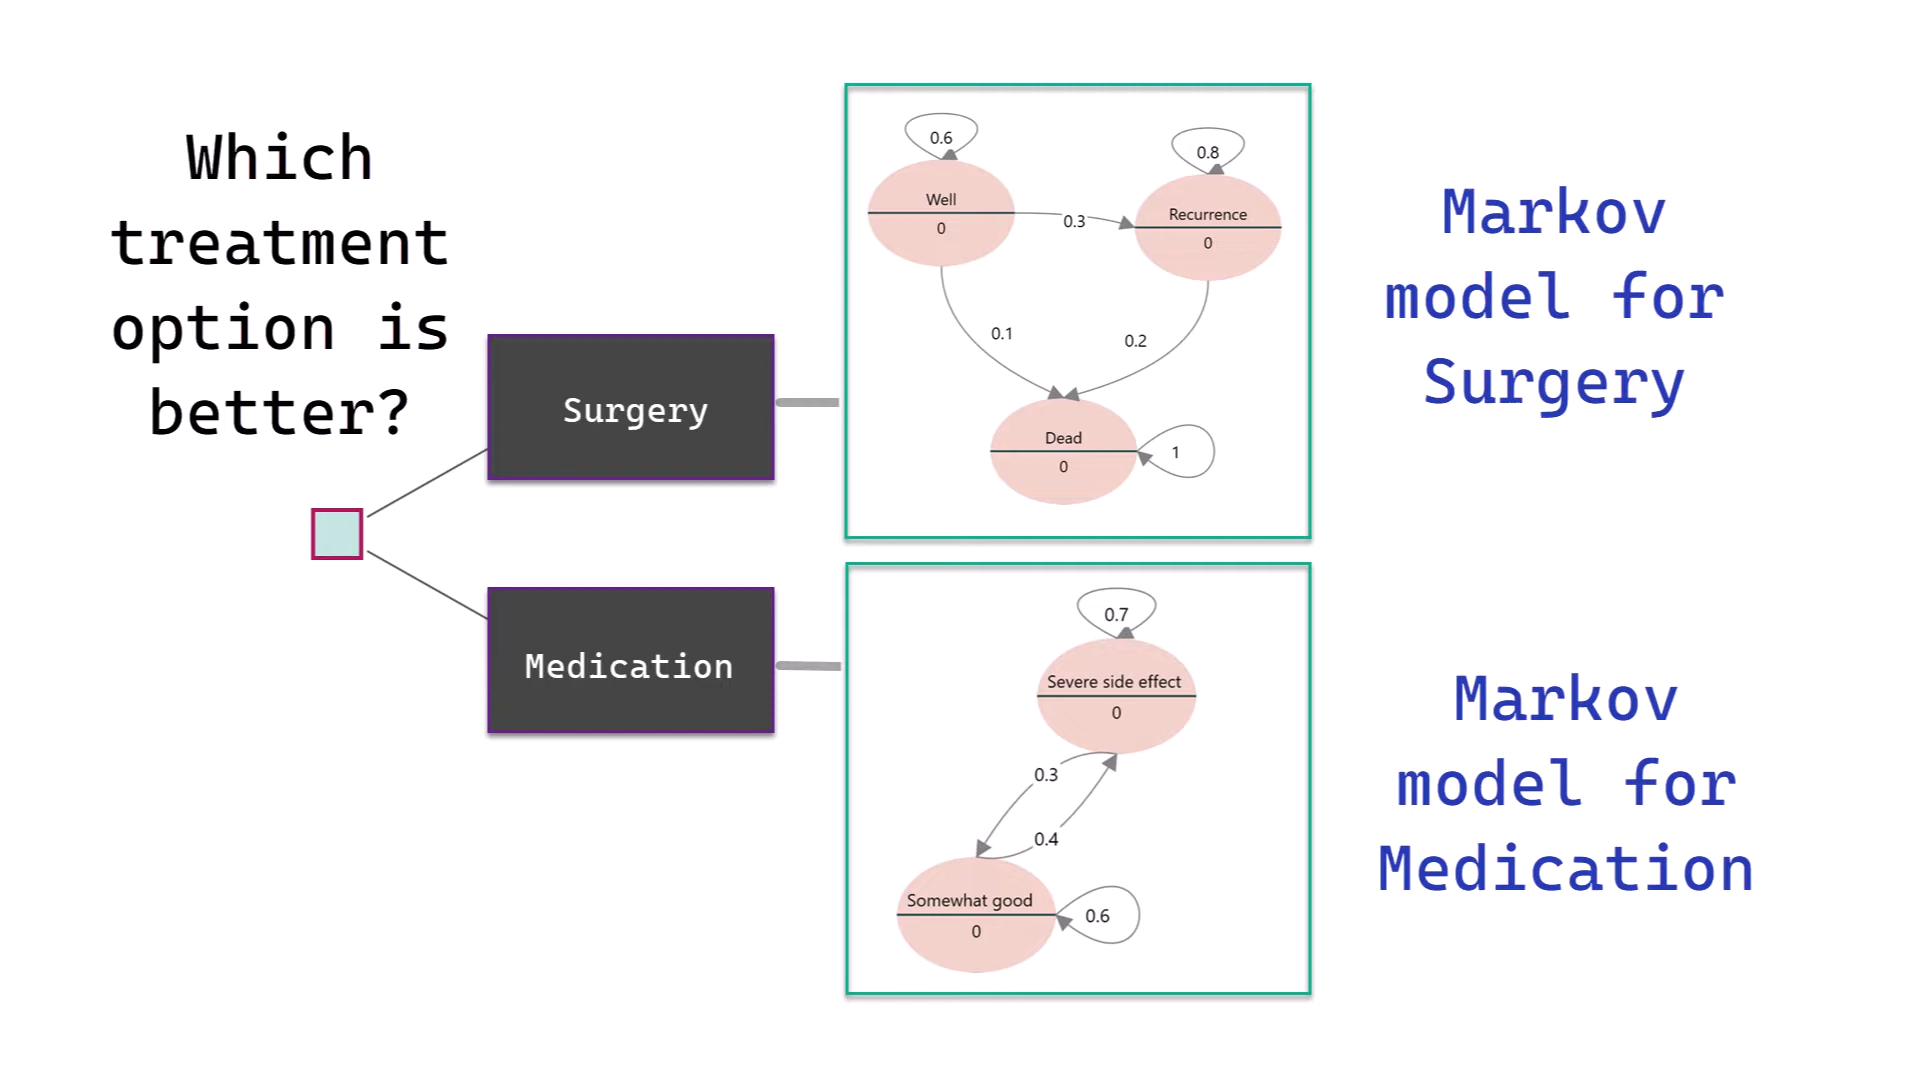 Which
treatment
option is
better?
Surgery
Medication
0.6
Well
0
0.3
0.8
Recurrence
0
0.1
0.2
Dead
0
1
Markov
model for
Surgery
0.7
Severe side effect
0
0.3
0.4
Somewhat good
0
0.6
Markov
model for
Medication